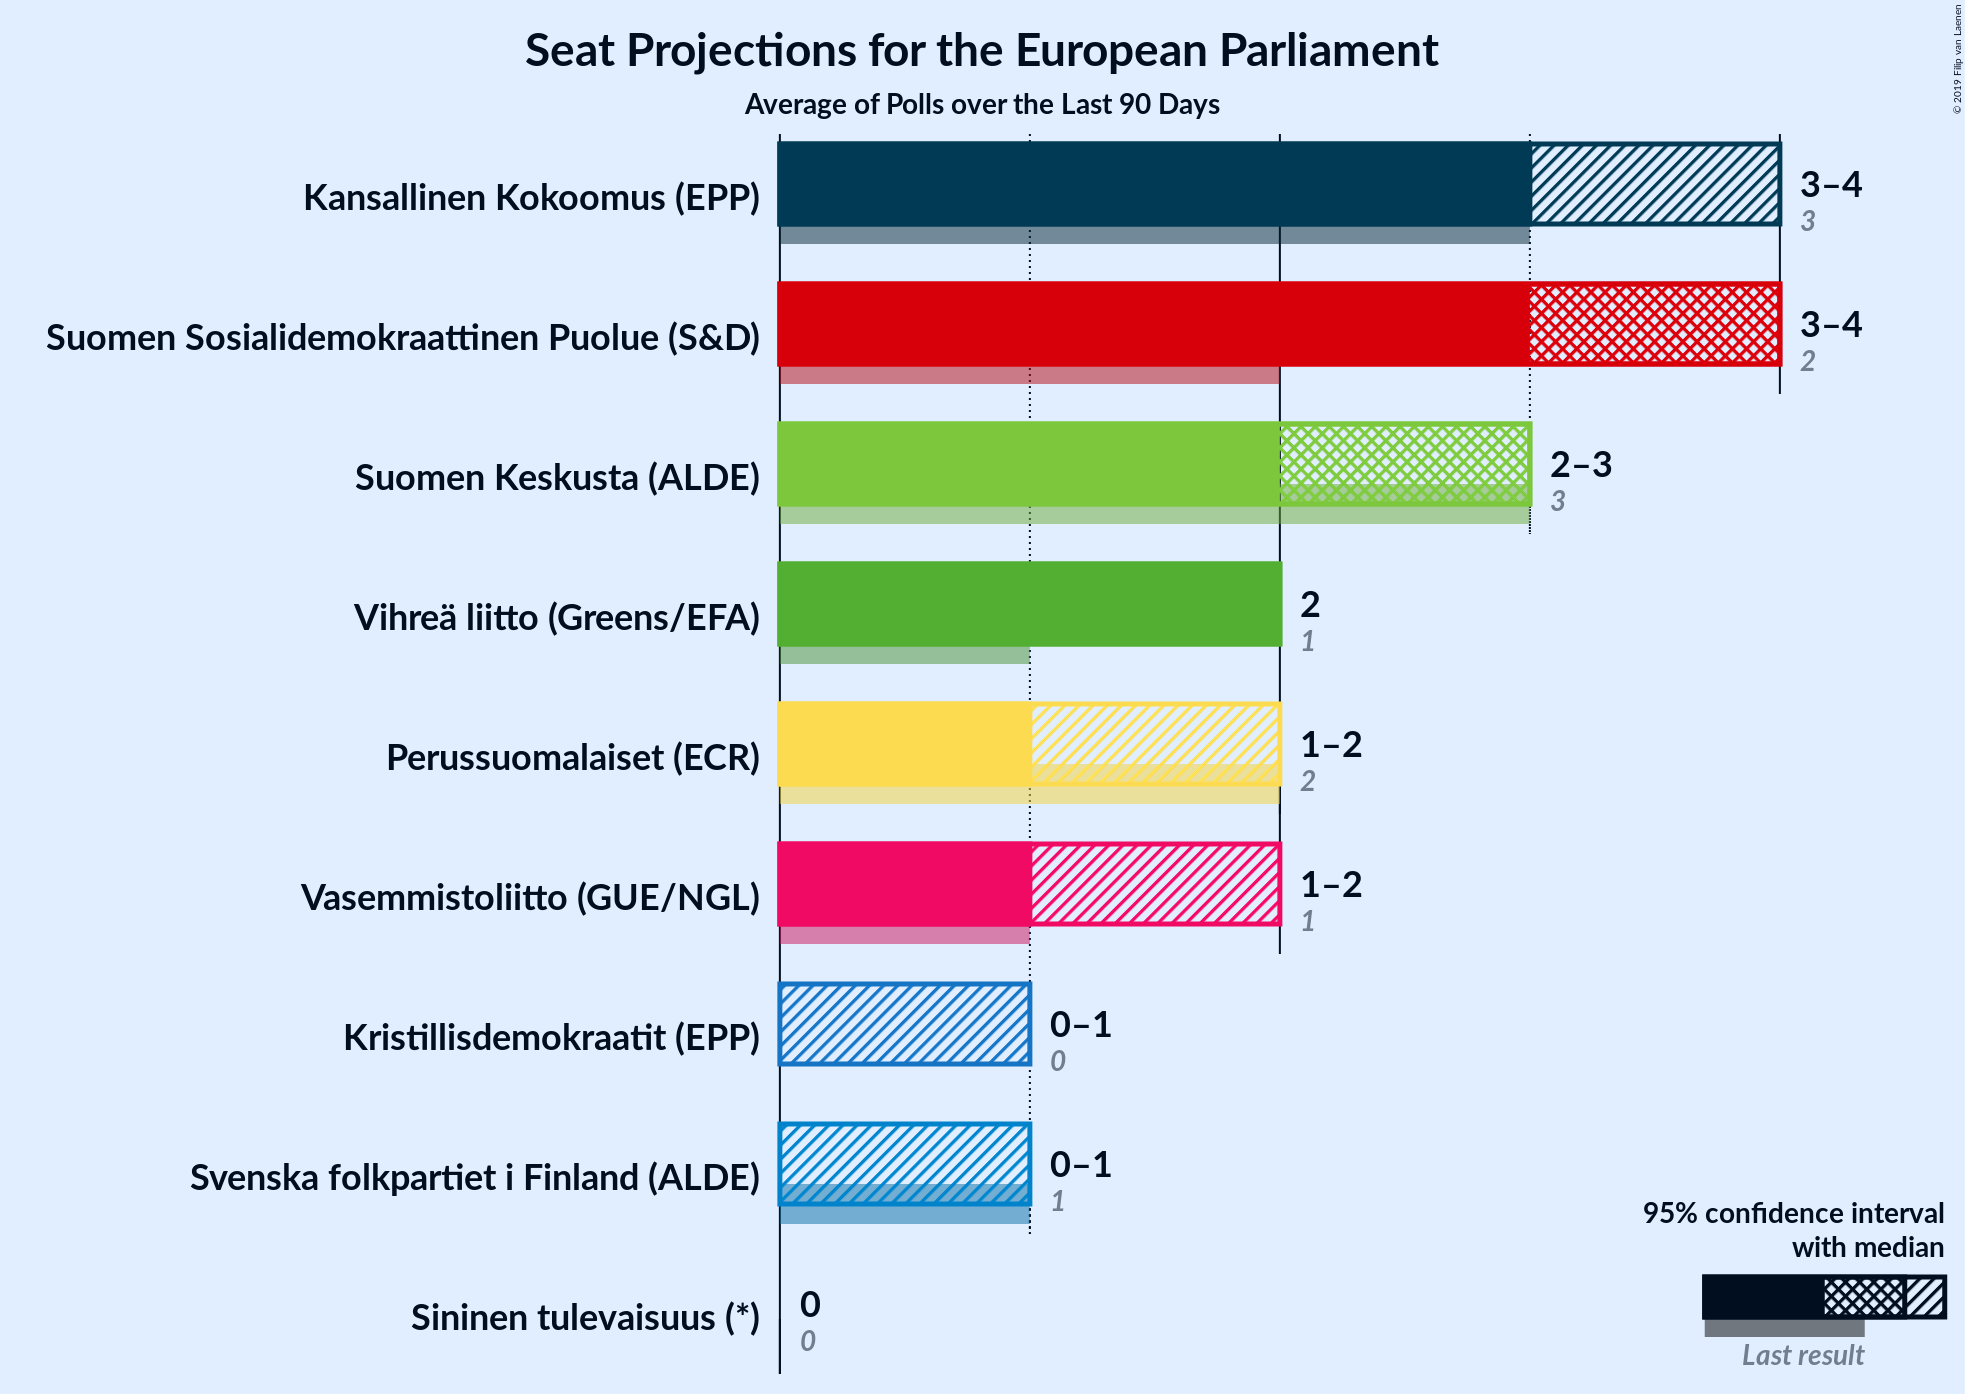 Seat Projections for the European Parliament
Average of Polls over the Last 90 Days
© 2019 Filip van Laenen
Kansallinen Kokoomus (EPP)
3–4
3
Suomen Sosialidemokraattinen Puolue (S&D)
3–4
2
Suomen Keskusta (ALDE)
2–3
3
Vihreä liitto (Greens/EFA)
2
1
Perussuomalaiset (ECR)
1–2
2
Vasemmistoliitto (GUE/NGL)
1–2
1
Kristillisdemokraatit (EPP)
0–1
0
Svenska folkpartiet i Finland (ALDE)
0–1
1
Sininen tulevaisuus (*)
0
0
95% confidence interval
with median
Last result